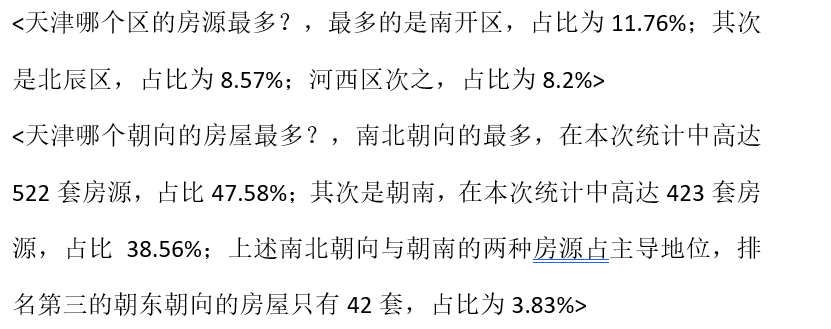 <天津哪个区的房源最多？，最多的是南开区，占比为 11.76%；其次
是北辰区，占比为 8.57%；河西区次之，占比为 8.2%>
<天津哪个朝向的房屋最多？，南北朝向的最多，在本次统计中高达
522 套房源，占比 47.58%；其次是朝南，在本次统计中高达 423 套房
源，占比 38.56%；上述南北朝向与朝南的两种房源占主导地位，排
名第三的朝东朝向的房屋只有 42 套，占比为 3.83%>